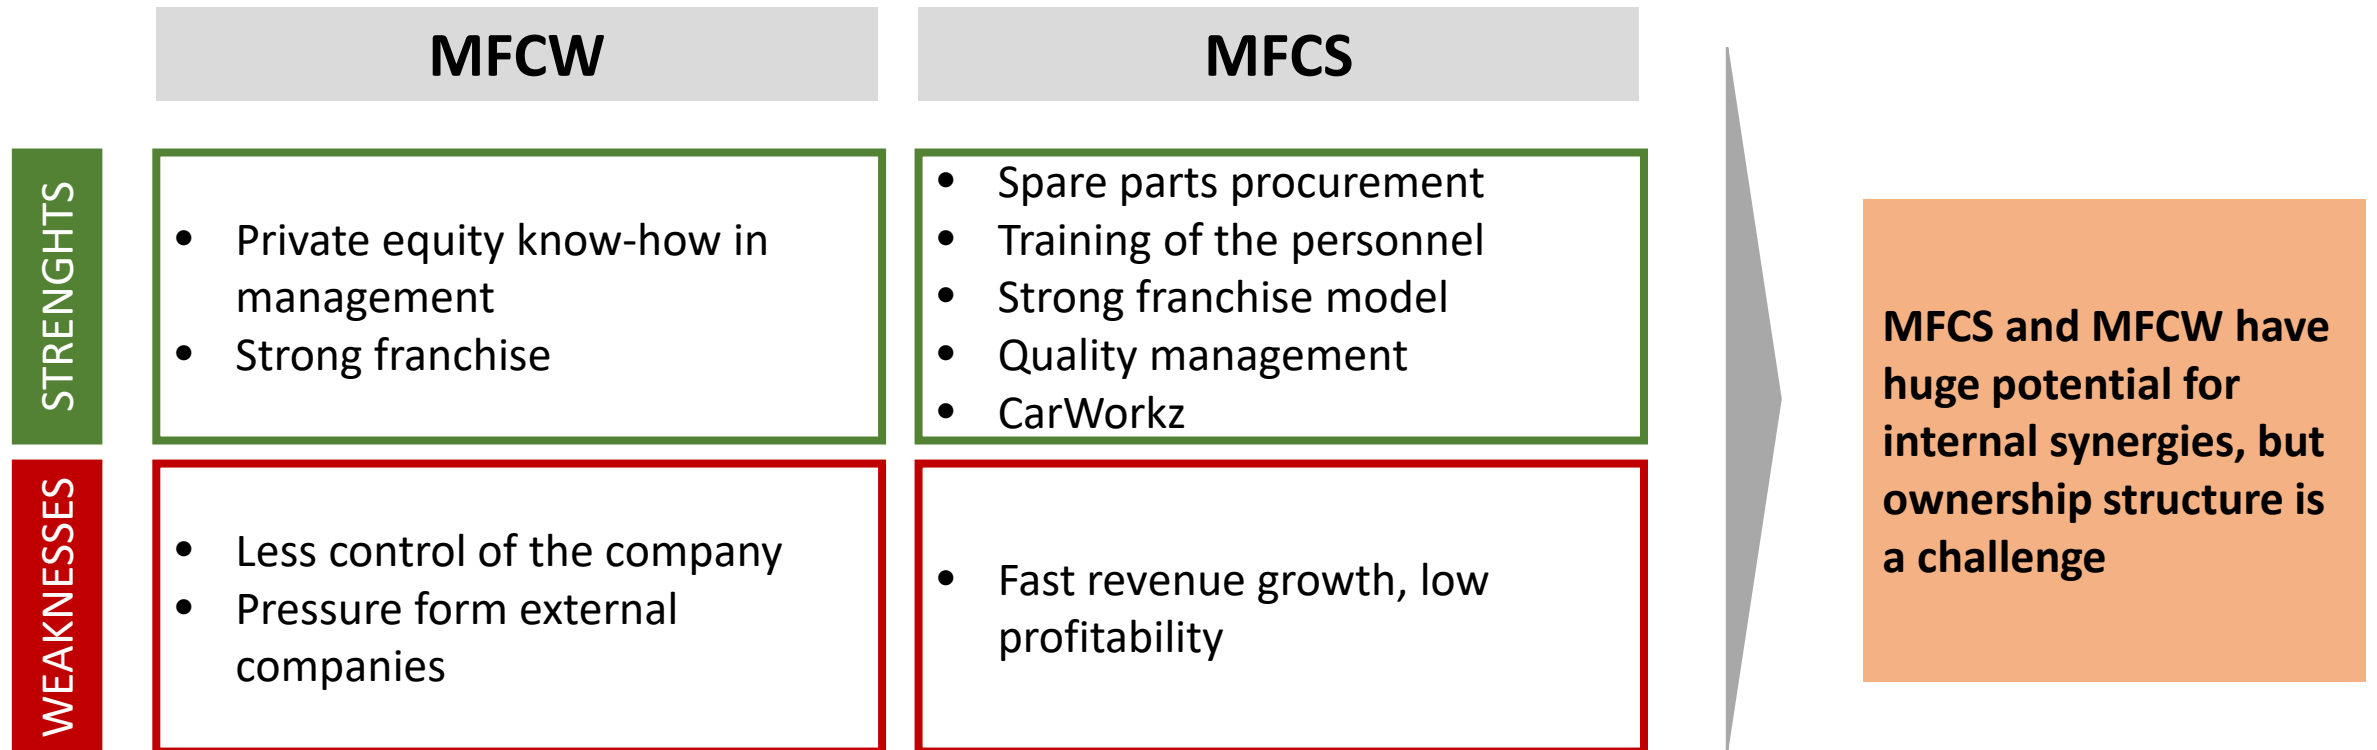 MFCW
MFCS
STRENGHTS
• Private equity know-how in
management
• Strong franchise
• Spare parts procurement
• Training of the personnel
• Strong franchise model
• Quality management
• CarWorkz
WEAKNESSES
• Less control of the company
• Pressure form external
companies
• Fast revenue growth, low
profitability
MFCS and MFCW have
huge potential for
internal synergies, but
ownership structure is
a challenge